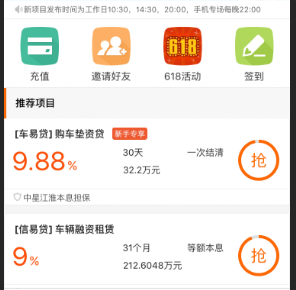 新项目发布时间为工作日10:30，14:30，20:00，手机专场每晚22:00
618
充值 邀请好友 618活动 签到
推荐项目
[车易贷] 购车垫资贷 新手专享
9.88% 30天 一次结清 抢
32.2万元
中星江淮本息担保
[信易贷] 车辆融资租赁
9% 31个月 等额本息 抢
212.6048万元